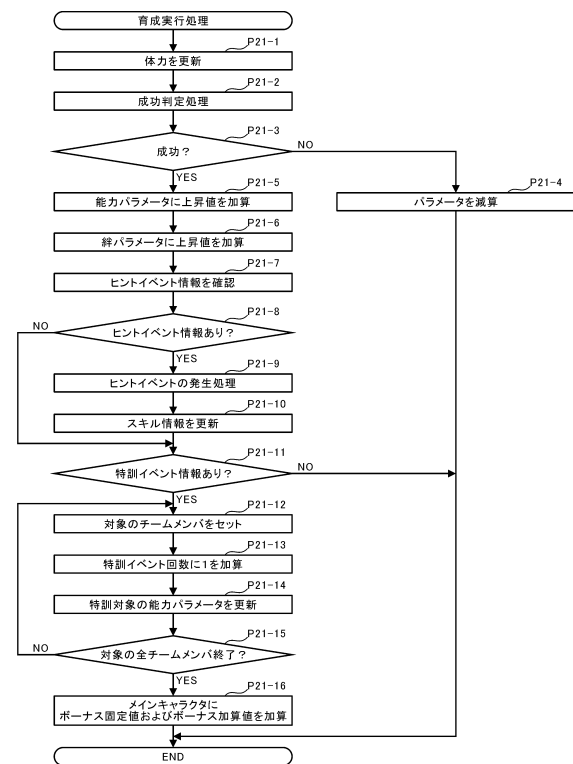 育成実行処理
P21-1
体力を更新
P21-2
成功判定処理
P21-3
成功？
NO
YES
P21-5
能力パラメータに上昇値を加算
P21-4
パラメータを減算
P21-6
絆パラメータに上昇値を加算
P21-7
ヒントイベント情報を確認
P21-8
NO
ヒントイベント情報あり？
YES
P21-9
ヒントイベントの発生処理
P21-10
スキル情報を更新
P21-11
特訓イベント情報あり？
NO
YES
P21-12
対象のチームメンバをセット
P21-13
特訓イベント回数に1を加算
P21-14
特訓対象の能力パラメータを更新
P21-15
NO
対象の全チームメンバ終了？
YES
P21-16
メインキャラクタに
ボーナス固定値およびボーナス加算値を加算
END